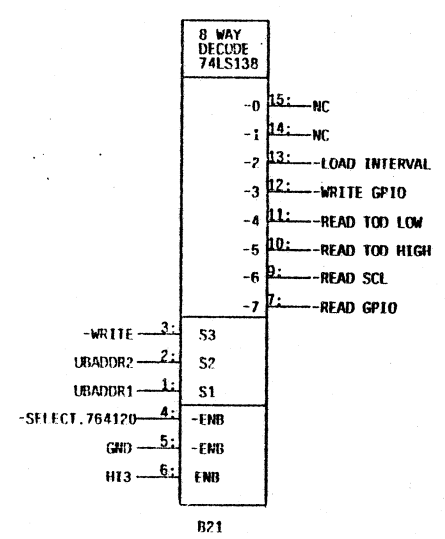 8 WAY
DECODE
74LS138
-0 15: NC
-1 14: NC
-2 13: -LOAD INTERVAL
-3 12: -WRITE GPIO
-4 11: -READ TOD LOW
-5 10: -READ TOD HIGH
-6 9: -READ SCL
-7 7: -READ GPIO
-WRITE 3: S3
UBADDR2 2: S2
UBADDR1 1: S1
-SELECT.764120 4: -ENB
GND 5: -ENB
HI3 6: ENB
B21